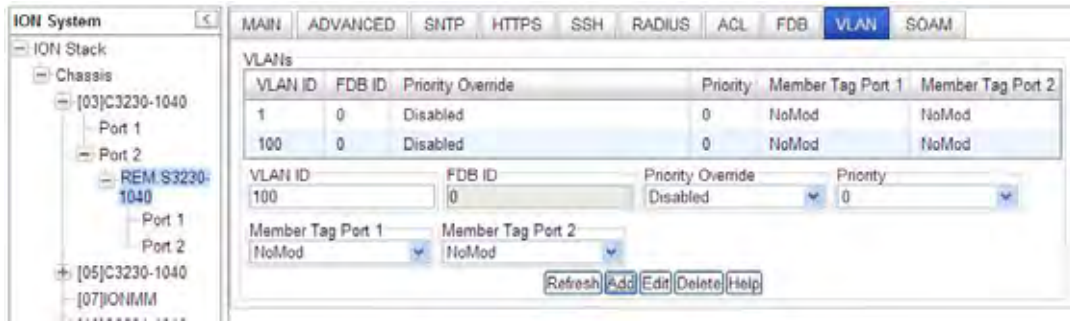 ION System
ION Stack
Chassis
[03]C3230-1040
Port 1
Port 2
REM:S3230-
1040
Port 1
Port 2
[05]C3230-1040
[07]IONMM
MAIN ADVANCED SNTP HTTPS SSH RADIUS ACL FDB VLAN SOAM
VLANs
VLAN ID FDB ID Priority Override Priority Member Tag Port 1 Member Tag Port 2
1 0 Disabled 0 NoMod NoMod
100 0 Disabled 0 NoMod NoMod
VLAN ID FDB ID Priority Override Priority
100 0 Disabled 0
Member Tag Port 1 Member Tag Port 2
NoMod NoMod
Refresh Add Edit Delete Help